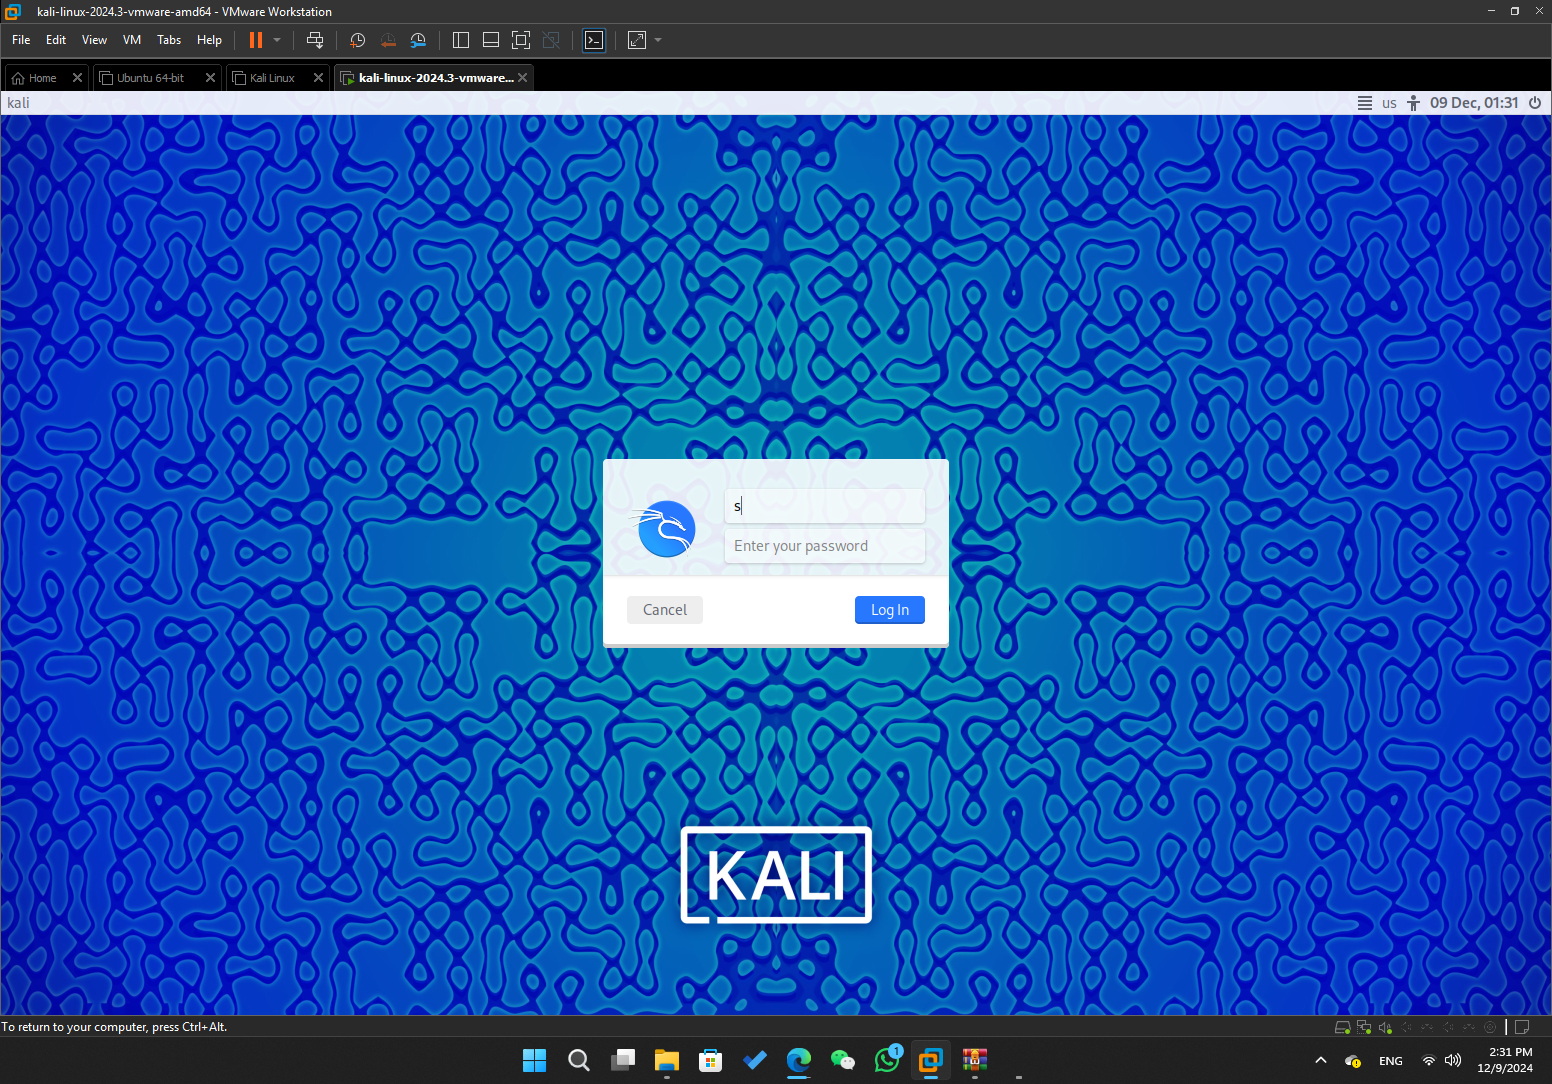 kali-linux-2024.3-vmware-amd64 - VMware Workstation
File Edit View VM Tabs Help
Home Ubuntu 64-bit Kali Linux kali-linux-2024.3-vmware...
kali us 09 Dec, 01:31
s
Enter your password
Cancel Log In
KALI
To return to your computer, press Ctrl+Alt.
1
ENG
2:31 PM
12/9/2024